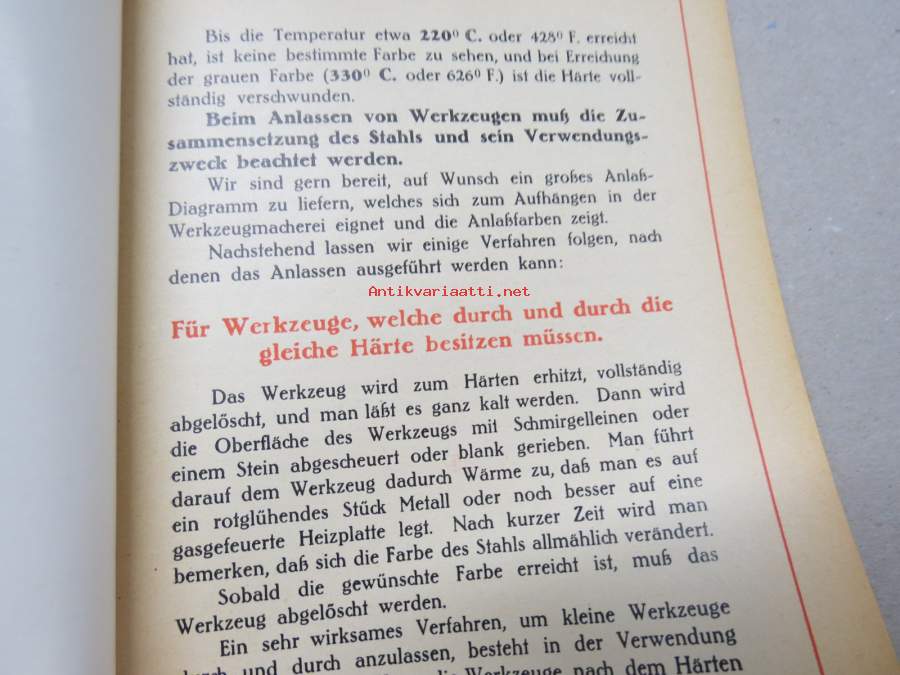 Bis die Temperatur etwa 220° C. oder 428° F. erreicht
hat, ist keine bestimmte Farbe zu sehen, und bei Erreichung
der grauen Farbe (330° C. oder 626° F.) ist die Härte voll-
ständig verschwunden.
Beim Anlassen von Werkzeugen muß die Zu-
sammensetzung des Stahls und sein Verwendungs-
zweck beachtet werden.
Wir sind gern bereit, auf Wunsch ein großes Anlaß-
Diagramm zu liefern, welches sich zum Aufhängen in der
Werkzeugmacherei eignet und die Anlaßfarben zeigt.
Nachstehend lassen wir einige Verfahren folgen, nach
denen das Anlassen ausgeführt werden kann:
Antikvariaatti.net
Für Werkzeuge, welche durch und durch die
gleiche Härte besitzen müssen.
Das Werkzeug wird zum Härten erhitzt, vollständig
abgelöscht, und man läßt es ganz kalt werden. Dann wird
die Oberfläche des Werkzeugs mit Schmirgelleinen oder
einem Stein abgescheuert oder blank gerieben. Man führt
darauf dem Werkzeug dadurch Wärme zu, daß man es auf
ein rotglühendes Stück Metall oder noch besser auf eine
gasgefeuerte Heizplatte legt. Nach kurzer Zeit wird man
bemerken, daß sich die Farbe des Stahls allmählich verändert.
Sobald die gewünschte Farbe erreicht ist, muß das
Werkzeug abgelöscht werden.
Ein sehr wirksames Verfahren, um kleine Werkzeuge
durch und durch anzulassen, besteht in der Verwendung
die Werkzeuge nach dem Härten